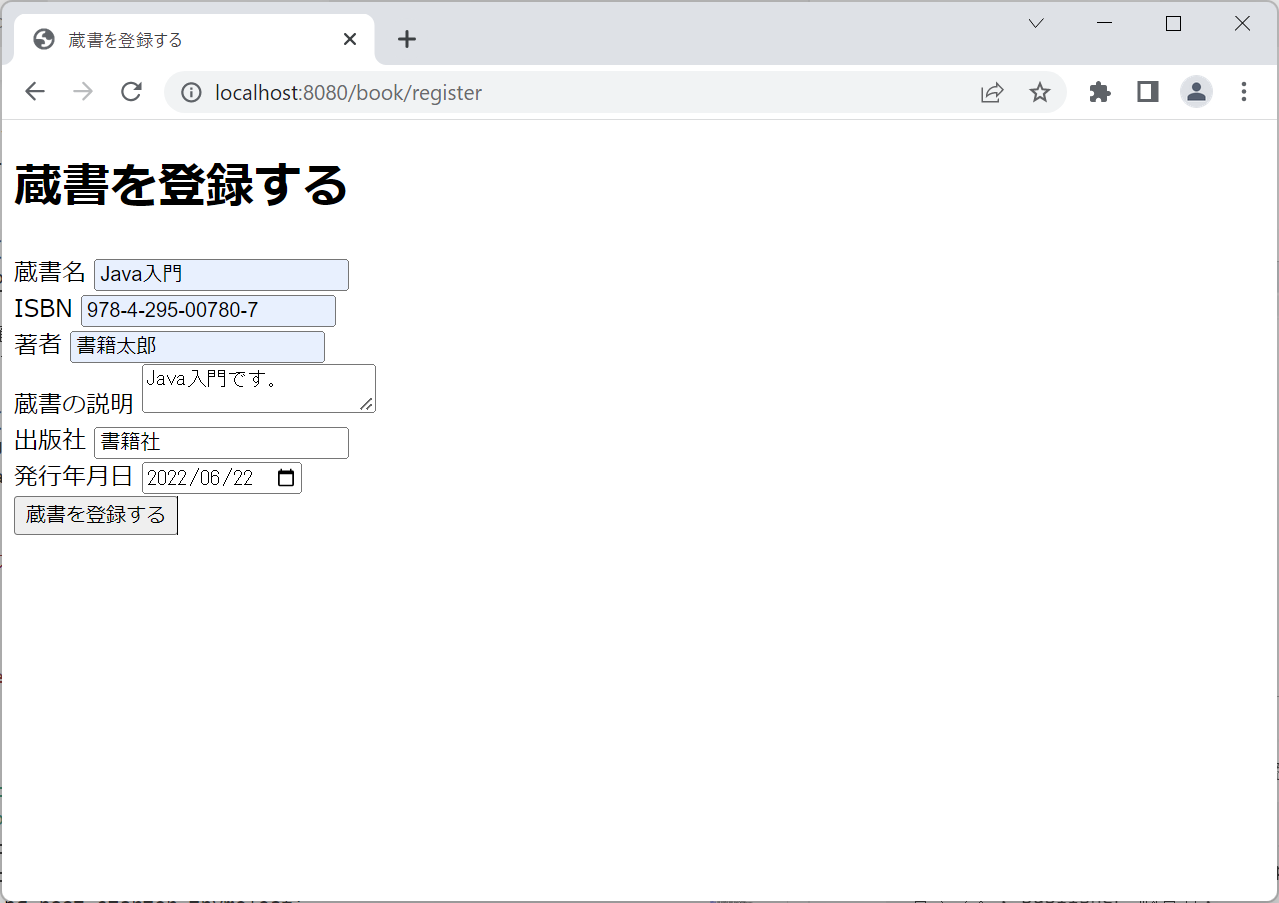 蔵書を登録する
localhost:8080/book/register
蔵書を登録する
蔵書名 Java入門
ISBN 978-4-295-00780-7
著者 書籍太郎
蔵書の説明 Java入門です。
出版社 書籍社
発行年月日 2022/06/22
蔵書を登録する